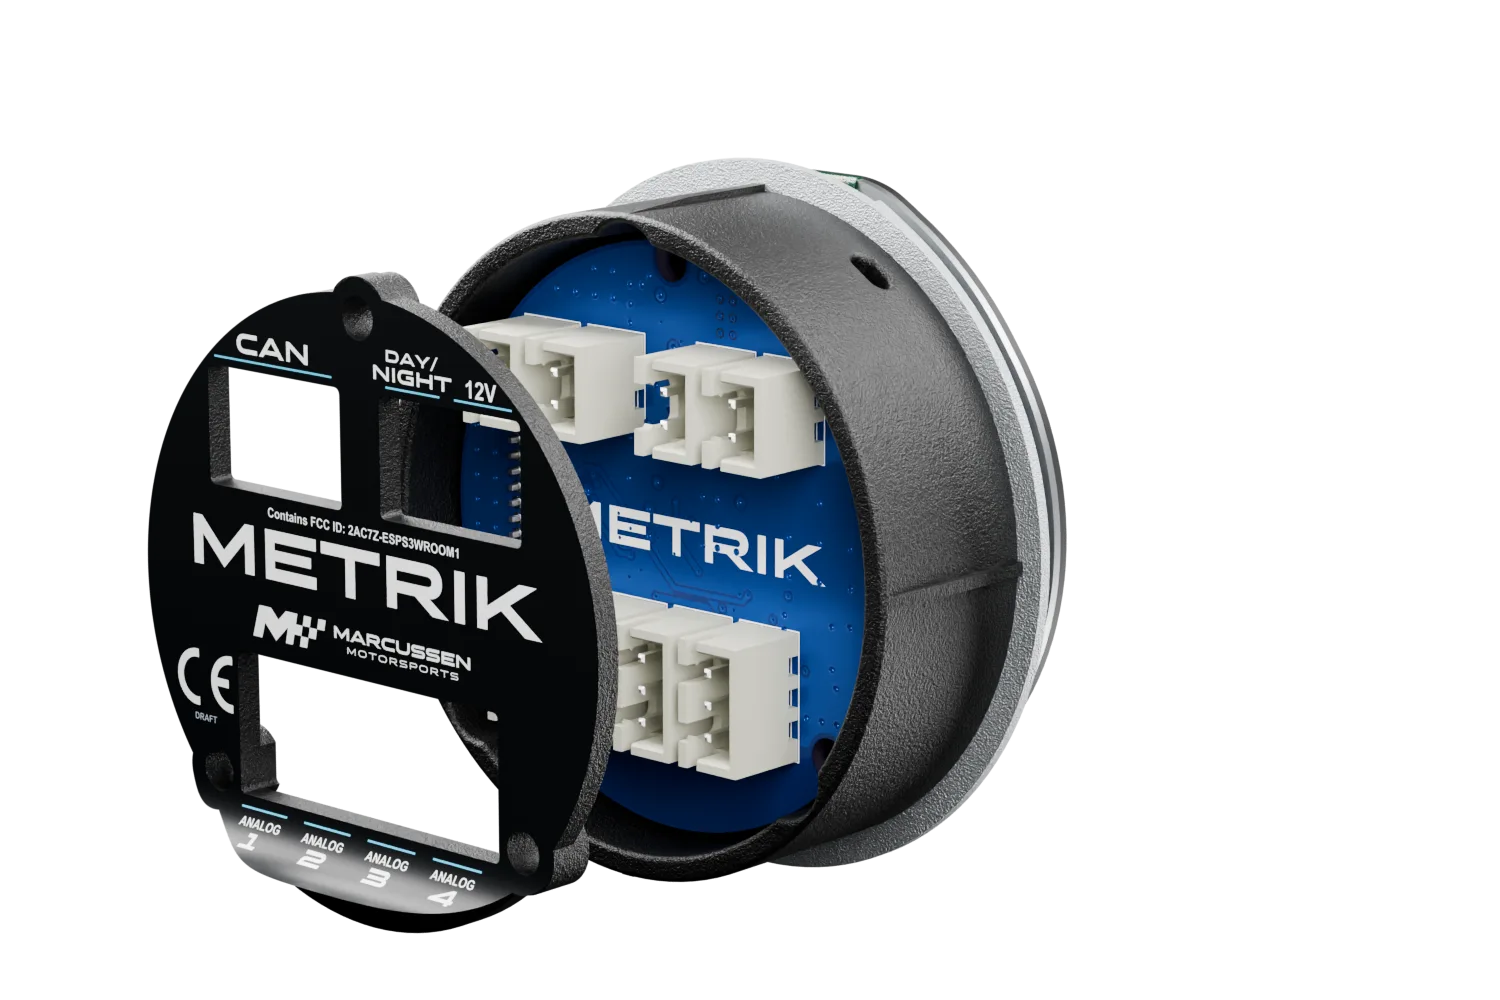 CAN
DAY/
NIGHT
12V
Contains FCC ID: 2AC7Z-ESPS3WROOM1
METRIK
MARCUSSEN
MOTORSPORTS
CE
DRAFT
ANALOG
1
ANALOG
2
ANALOG
3
ANALOG
4
METRIK